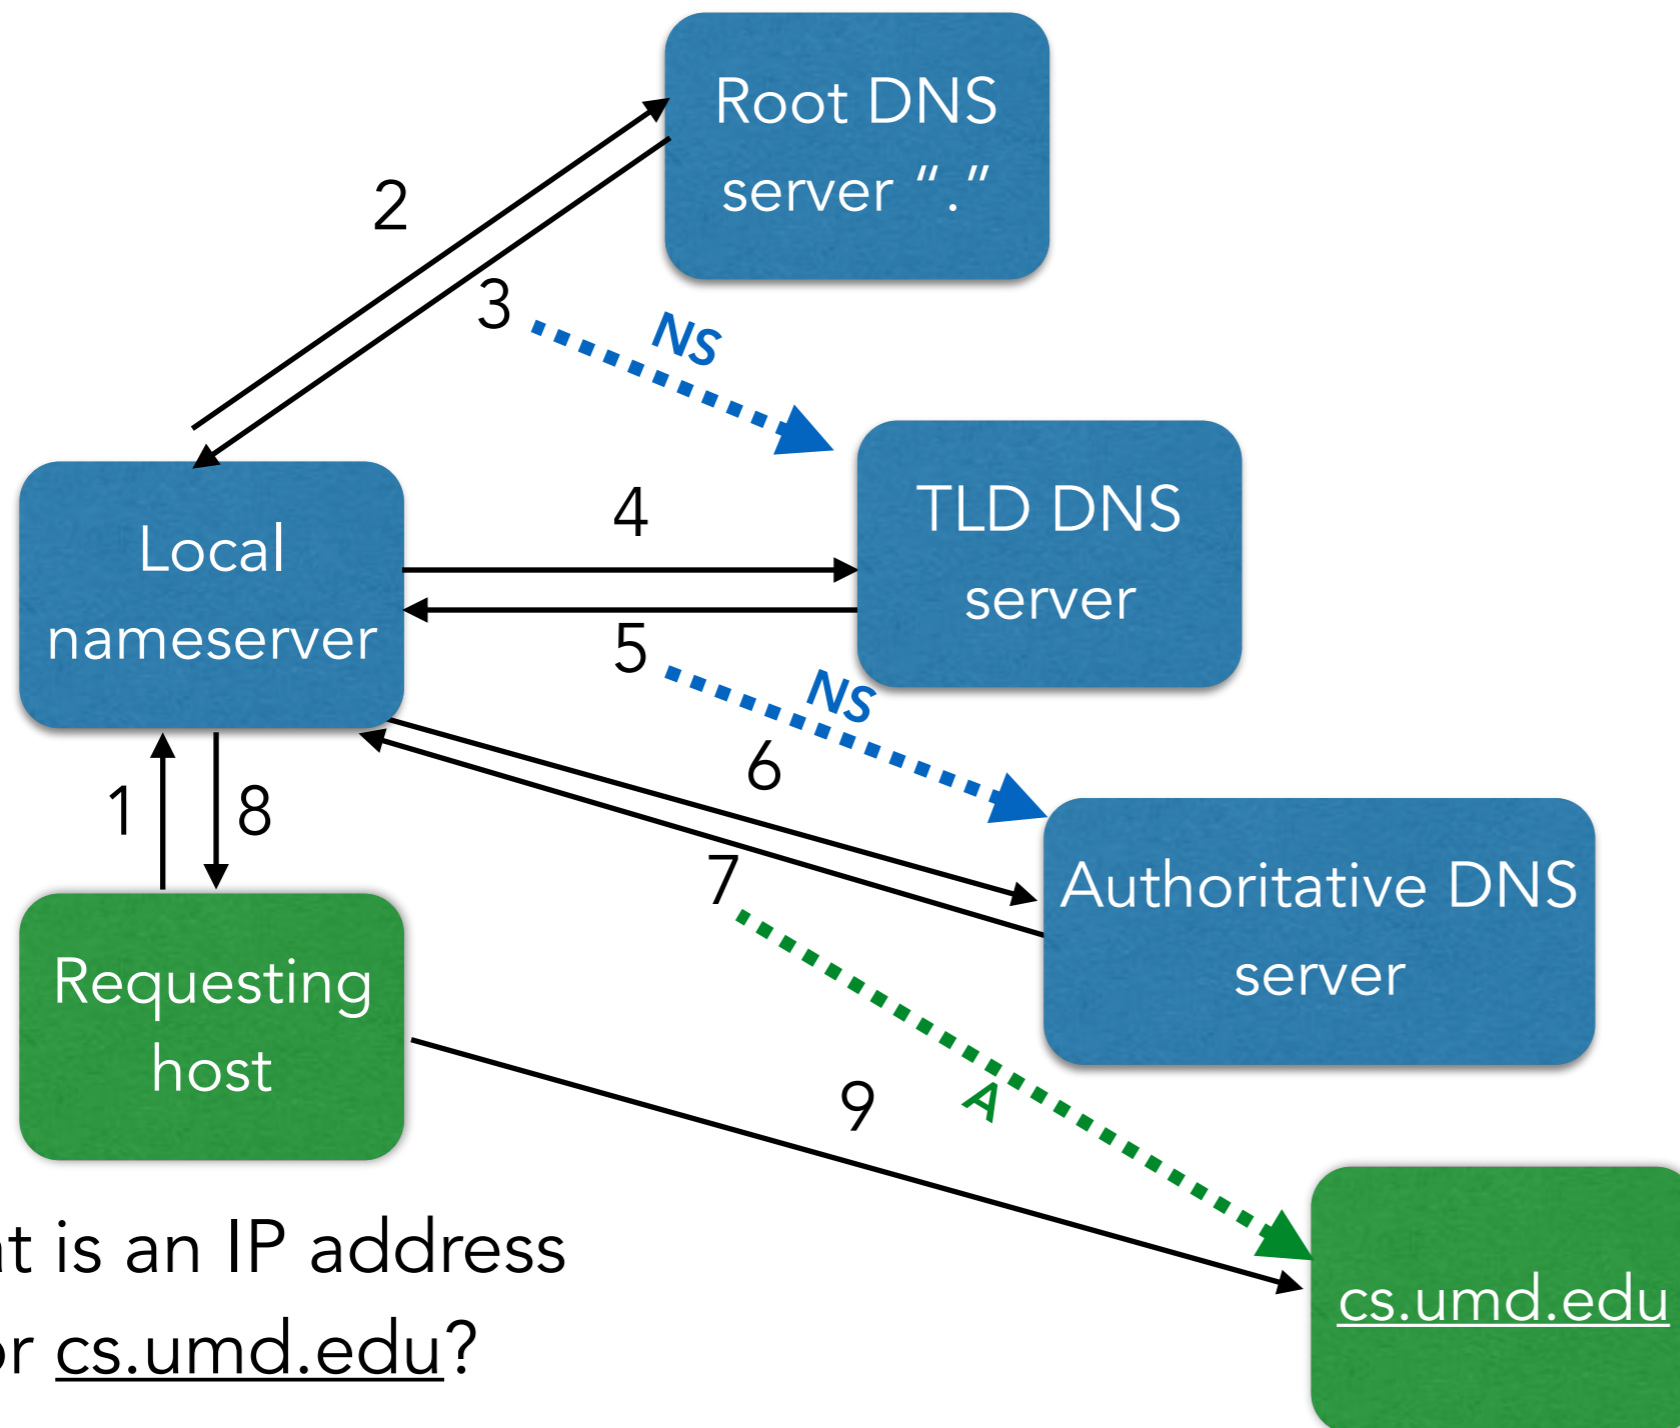 Root DNS
server “.”
2
3
NS
Local
nameserver
4
TLD DNS
server
5
NS
6
1
8
7
Authoritative DNS
server
Requesting
host
9
A
is an IP address
cs.umd.edu?
cs.umd.edu